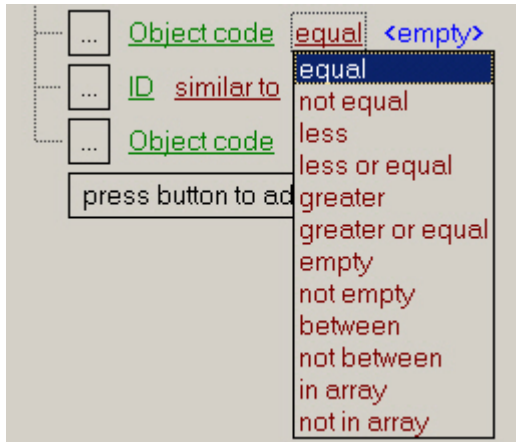 ... Object code equal <empty>
... ID similar to
... Object code
press button to ad
equal
not equal
less
less or equal
greater
greater or equal
empty
not empty
between
not between
in array
not in array